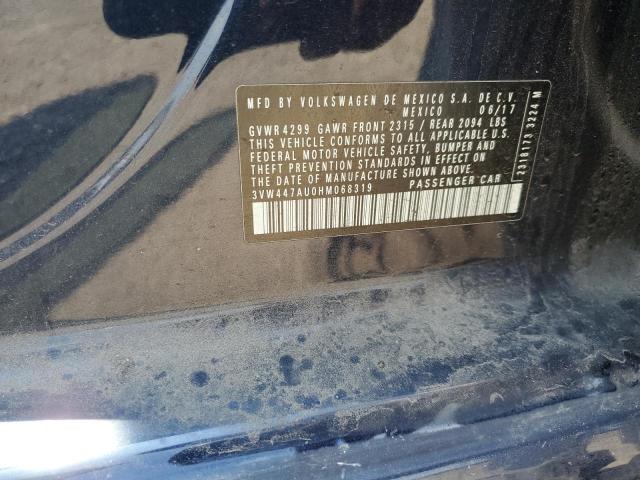 MFD BY VOLKSWAGEN DE MEXICO S.A. DE C.V.
MEXICO 06/17
GVWR 4299 GAWR FRONT 2315 / REAR 2094 LBS
THIS VEHICLE CONFORMS TO ALL APPLICABLE U.S.
FEDERAL MOTOR VEHICLE SAFETY, BUMPER AND
THEFT PREVENTION STANDARDS IN EFFECT ON
THE DATE OF MANUFACTURE SHOWN ABOVE.
3VW447AU0HM068319 PASSENGER CAR
2318173 3224 M